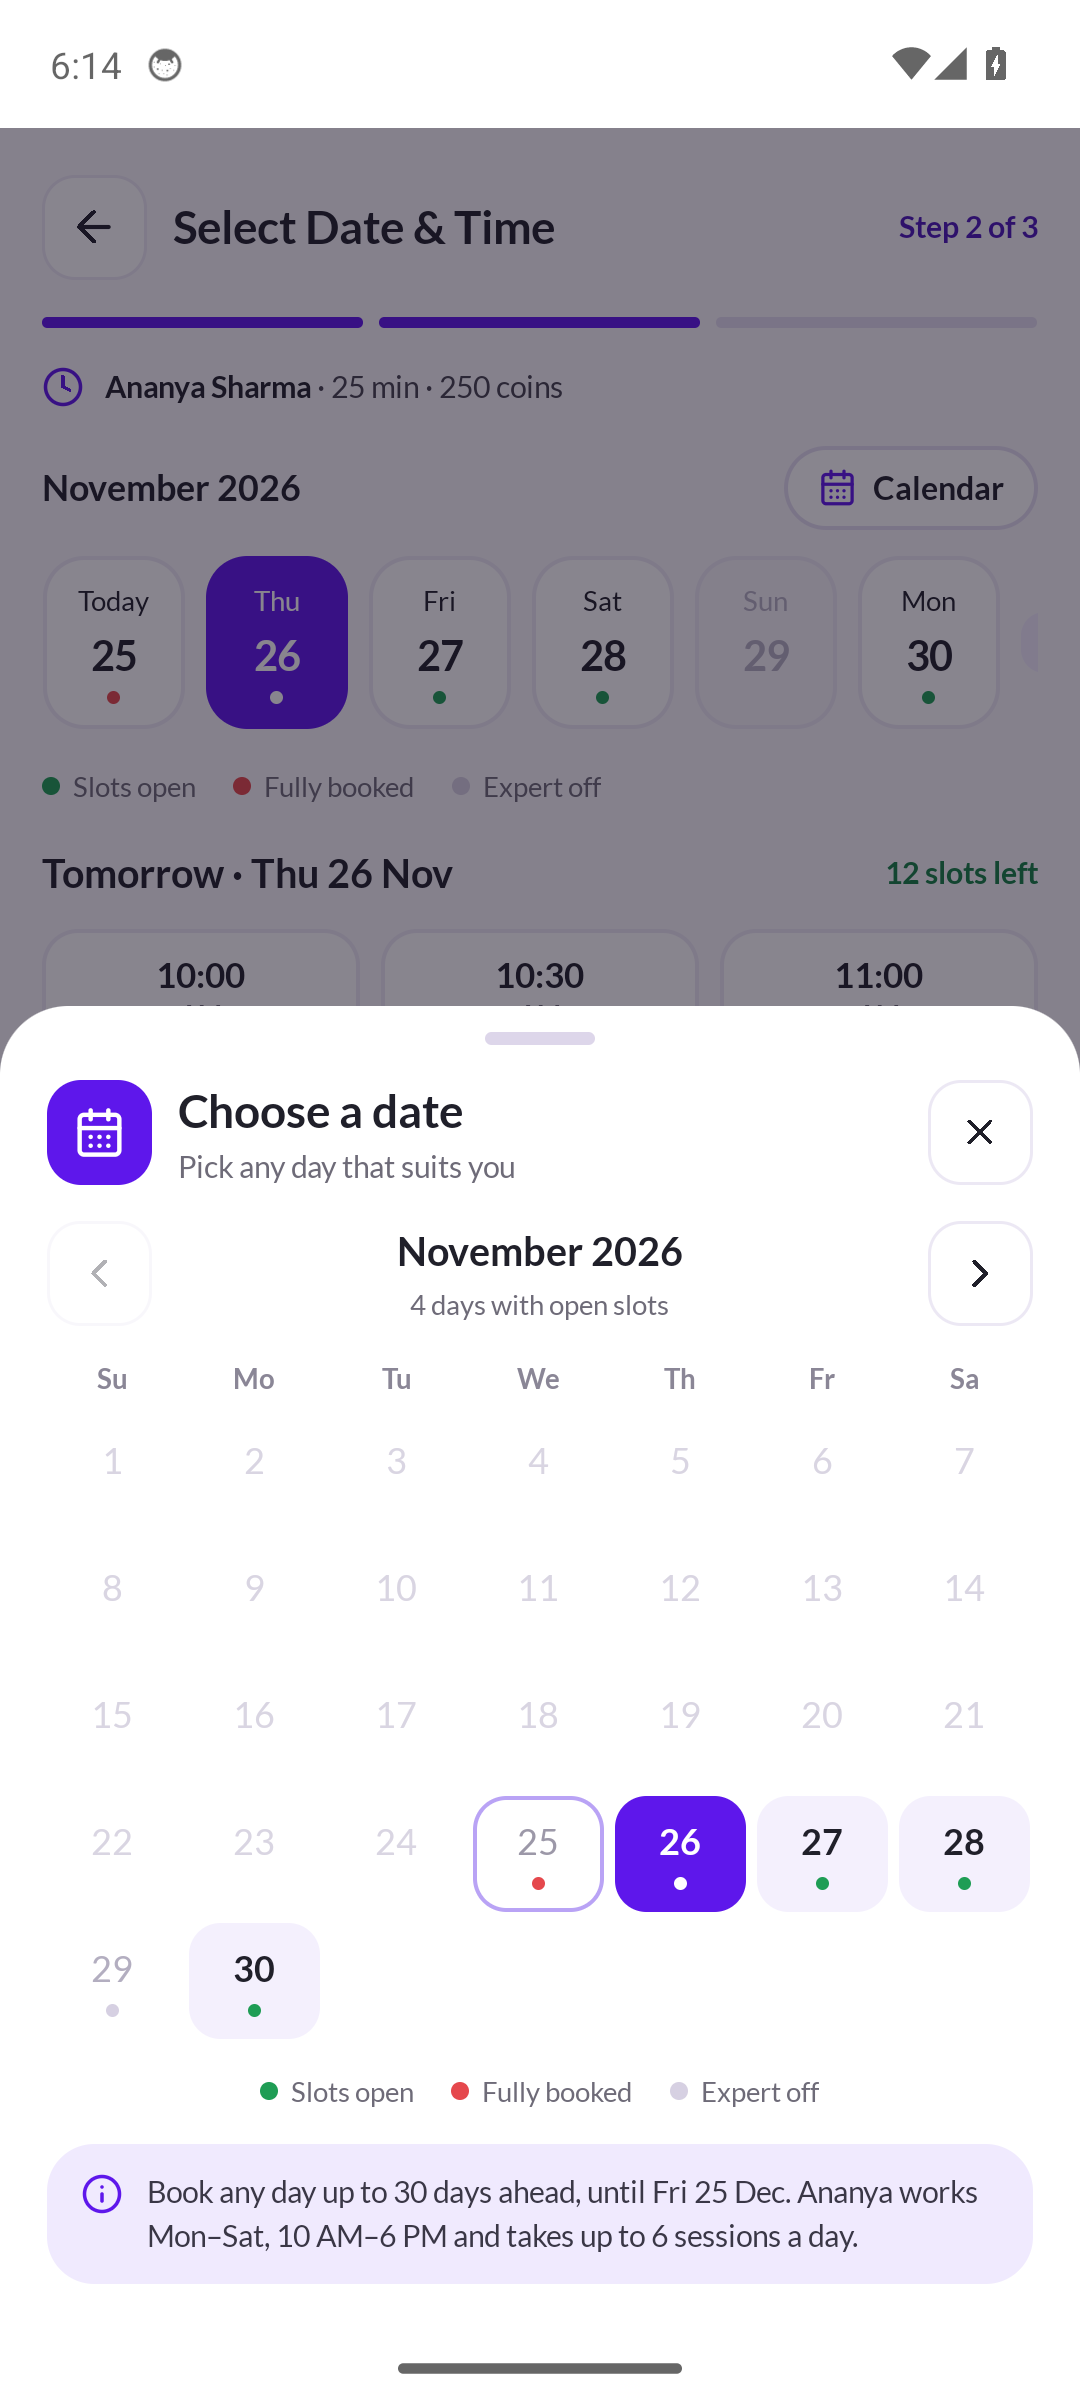 6:14
Select Date & Time
Step 2 of 3
Ananya Sharma · 25 min · 250 coins
November 2026
Calendar
Today Thu Fri Sat Sun Mon
25 26 27 28 29 30
Slots open Fully booked Expert off
Tomorrow · Thu 26 Nov
12 slots left
10:00 10:30 11:00
Choose a date
Pick any day that suits you
November 2026
4 days with open slots
Su Mo Tu We Th Fr Sa
1 2 3 4 5 6 7
8 9 10 11 12 13 14
15 16 17 18 19 20 21
22 23 24 25 26 27 28
29 30
Slots open Fully booked Expert off
Book any day up to 30 days ahead, until Fri 25 Dec. Ananya works
Mon–Sat, 10 AM–6 PM and takes up to 6 sessions a day.